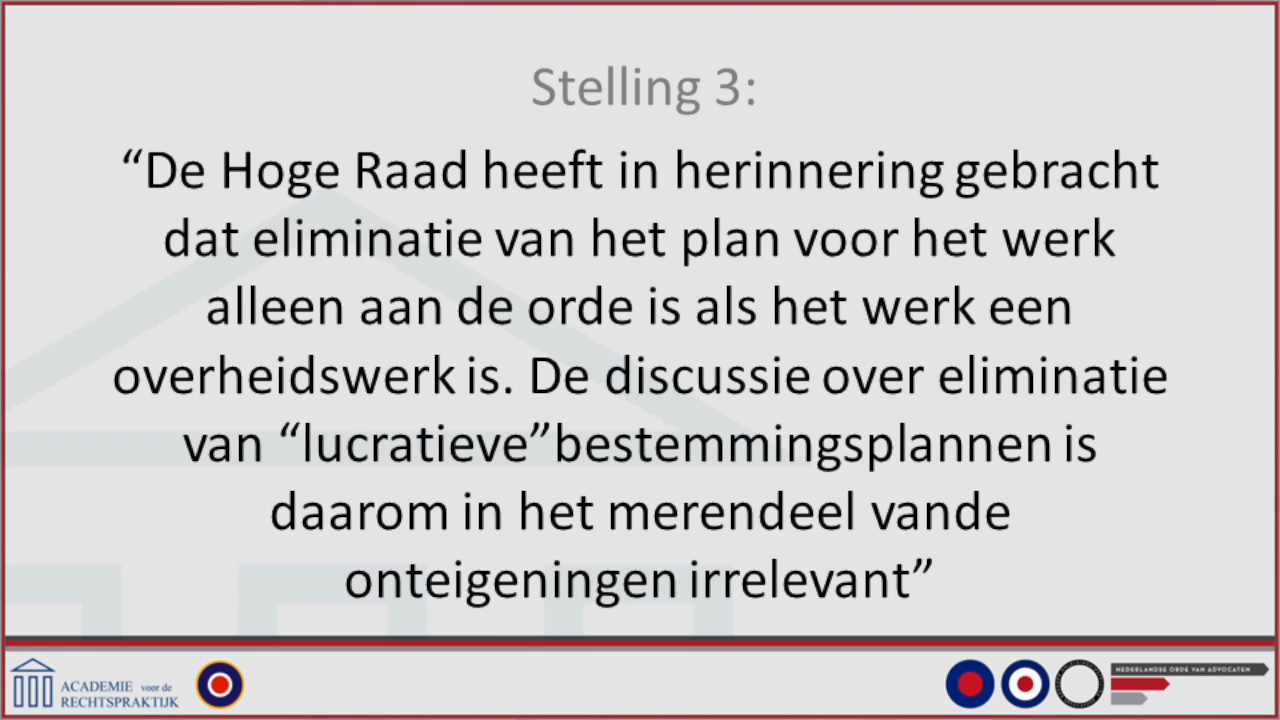 Stelling 3:
“De Hoge Raad heeft in herinnering gebracht
dat eliminatie van het plan voor het werk
alleen aan de orde is als het werk een
overheidswerk is. De discussie over eliminatie
van “lucratieve”bestemmingsplannen is
daarom in het merendeel vande
onteigeningen irrelevant”
ACADEMIE voor de
RECHTSPRAKTIJK
NEDERLANDSE ORDE VAN ADVOCATEN